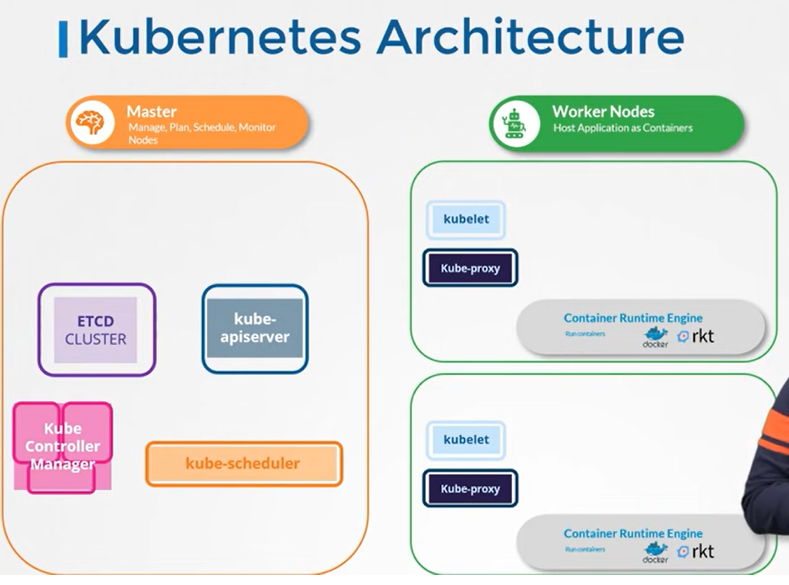 Kubernetes Architecture
Master
Manage, Plan, Schedule, Monitor
Nodes
ETCD
CLUSTER
kube-
apiserver
Kube
Controller
Manager
kube-scheduler
Worker Nodes
Host Application as Containers
kubelet
Kube-proxy
Container Runtime Engine
Run containers
docker
rkt
kubelet
Kube-proxy
Container Runtime Engine
Run containers
docker
rkt